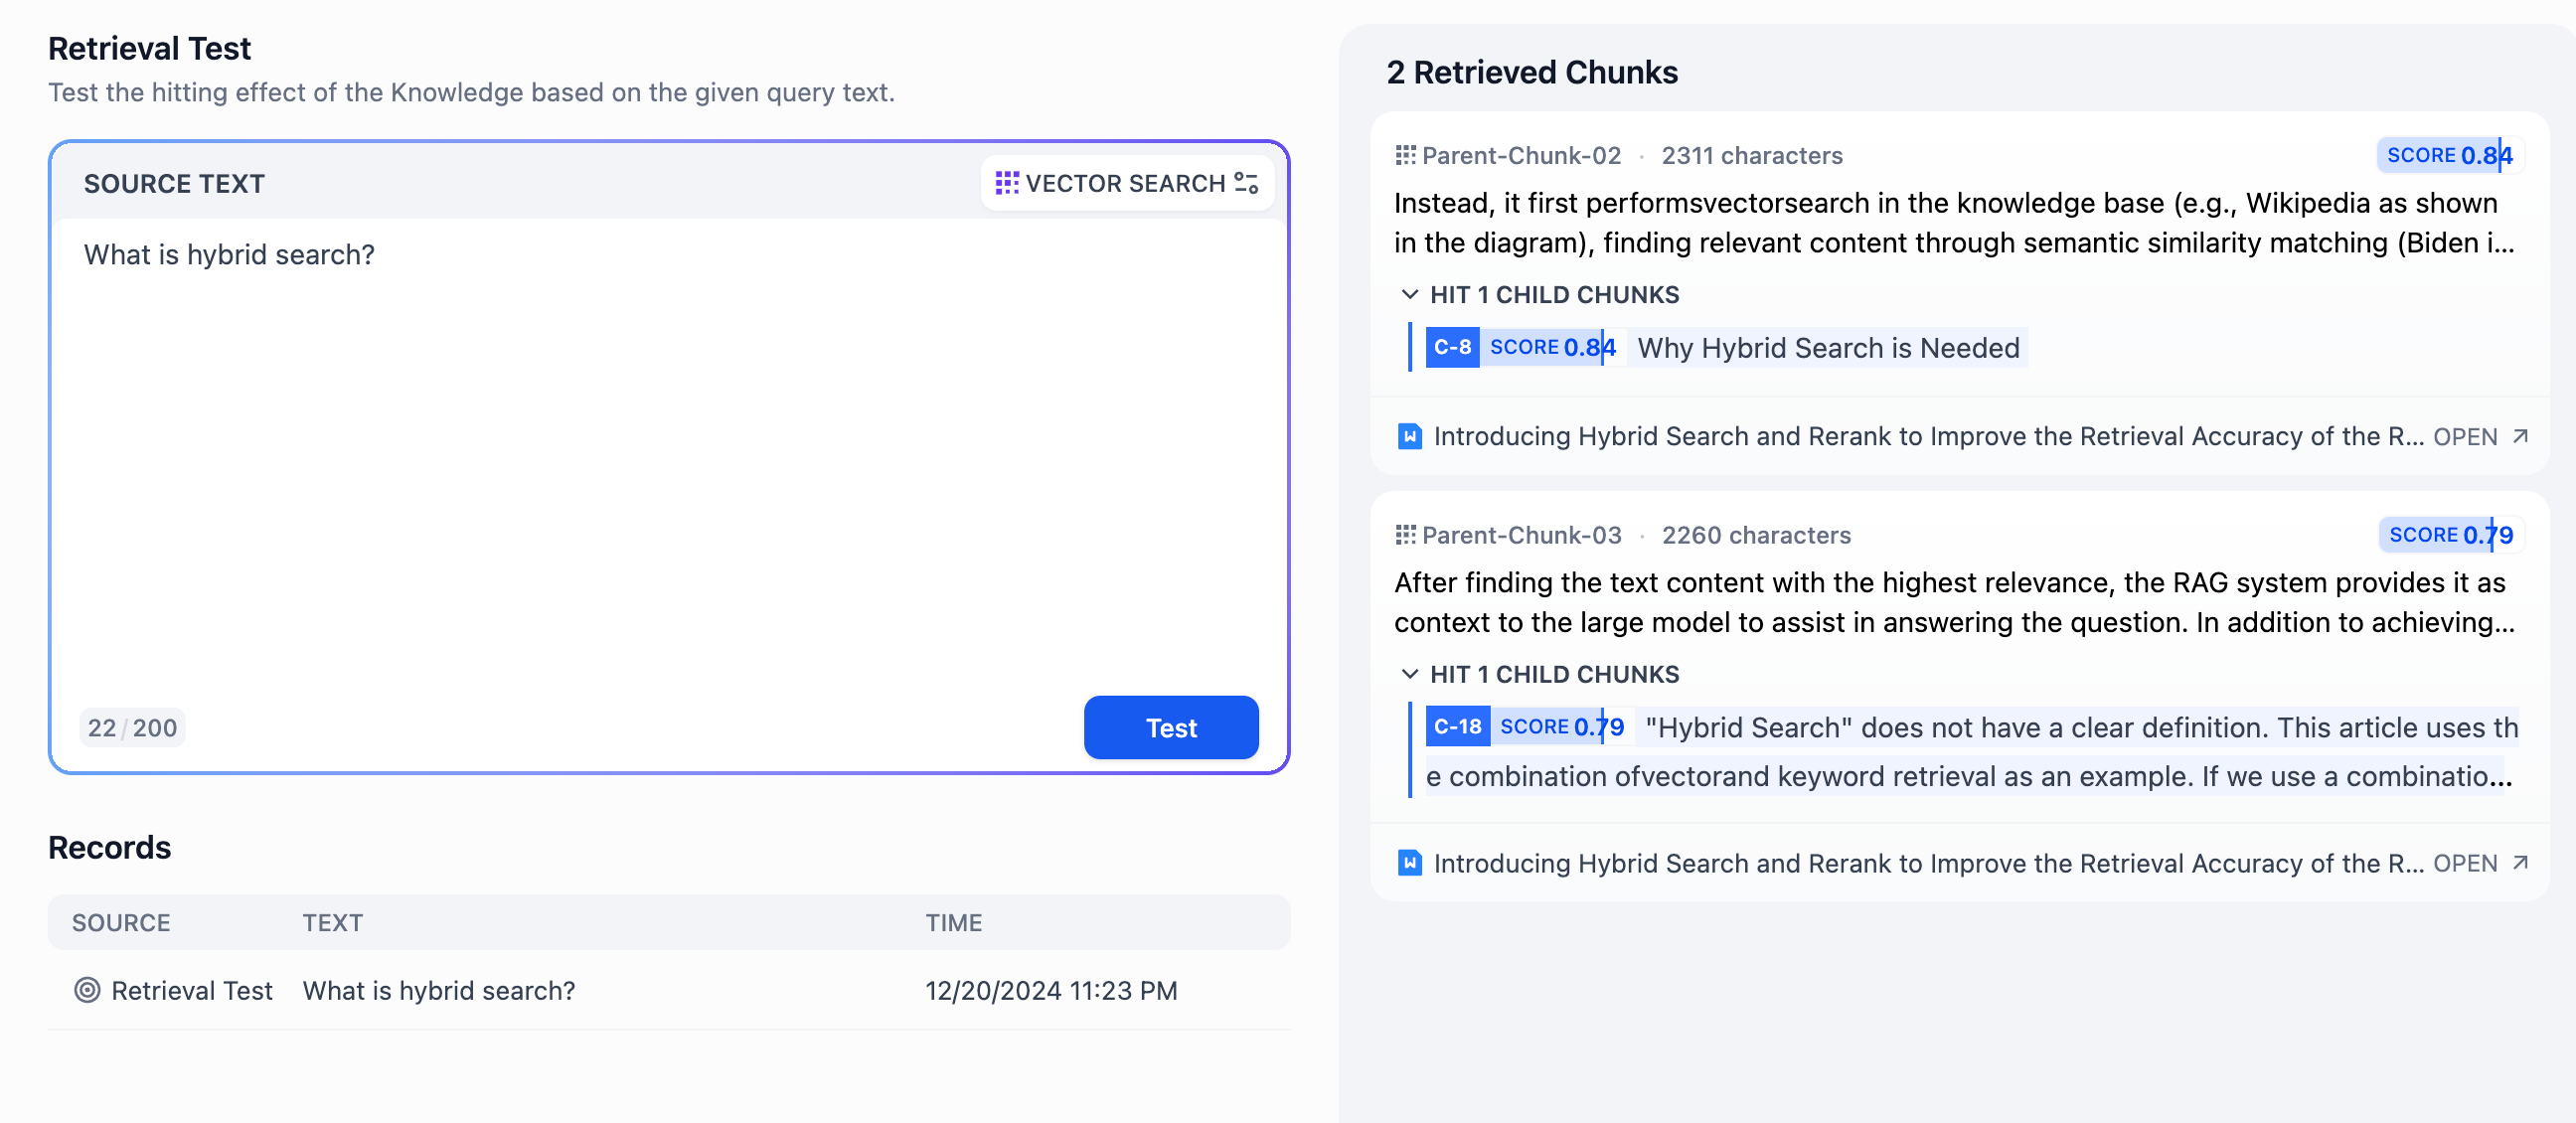 Retrieval Test
Test the hitting effect of the Knowledge based on the given query text.
SOURCE TEXT
VECTOR SEARCH
What is hybrid search?
22 / 200
Test
Records
SOURCE TEXT TIME
Retrieval Test What is hybrid search? 12/20/2024 11:23 PM
2 Retrieved Chunks
Parent-Chunk-02 · 2311 characters SCORE 0.84
Instead, it first performsvectorsearch in the knowledge base (e.g., Wikipedia as shown
in the diagram), finding relevant content through semantic similarity matching (Biden i...
HIT 1 CHILD CHUNKS
C-8 SCORE 0.84 Why Hybrid Search is Needed
Introducing Hybrid Search and Rerank to Improve the Retrieval Accuracy of the R... OPEN
Parent-Chunk-03 · 2260 characters SCORE 0.79
After finding the text content with the highest relevance, the RAG system provides it as
context to the large model to assist in answering the question. In addition to achieving...
HIT 1 CHILD CHUNKS
C-18 SCORE 0.79 "Hybrid Search" does not have a clear definition. This article uses th
e combination ofvectorand keyword retrieval as an example. If we use a combinatio...
Introducing Hybrid Search and Rerank to Improve the Retrieval Accuracy of the R... OPEN